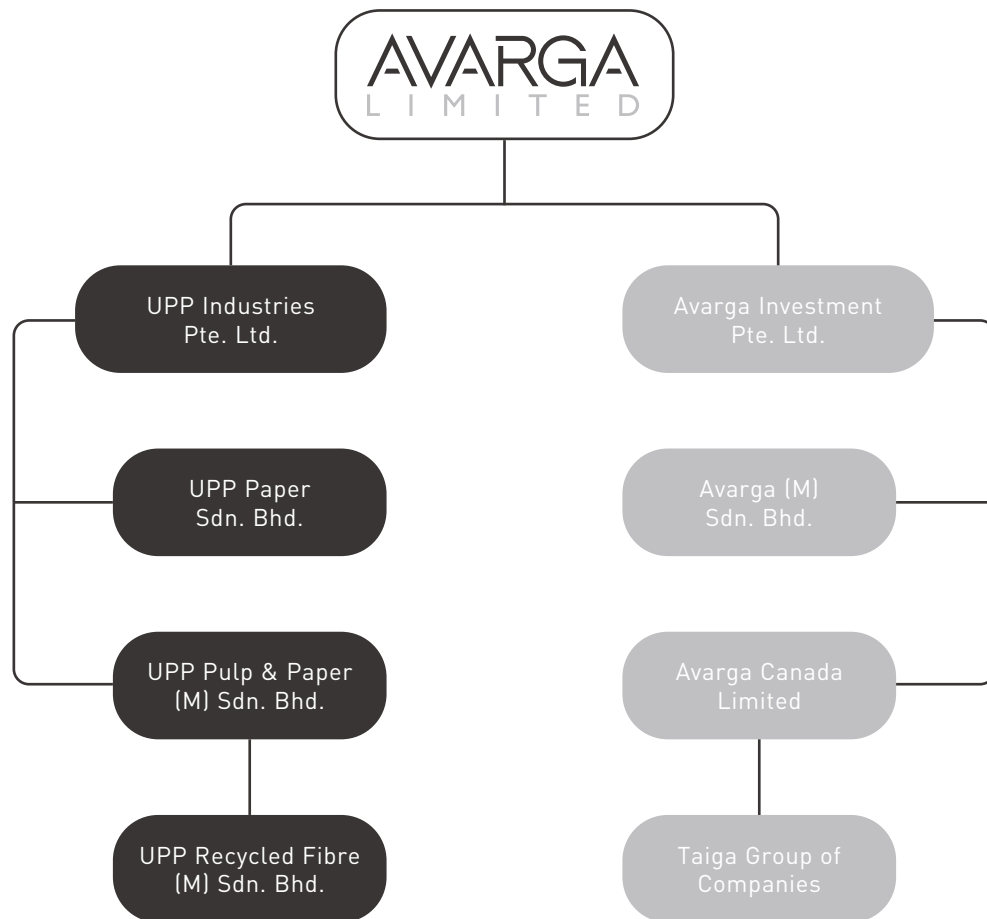 AVARGA
LIMITED
UPP Industries
Pte. Ltd.
Avarga Investment
Pte. Ltd.
UPP Paper
Sdn. Bhd.
Avarga (M)
Sdn. Bhd.
UPP Pulp & Paper
(M) Sdn. Bhd.
Avarga Canada
Limited
UPP Recycled Fibre
(M) Sdn. Bhd.
Taiga Group of
Companies